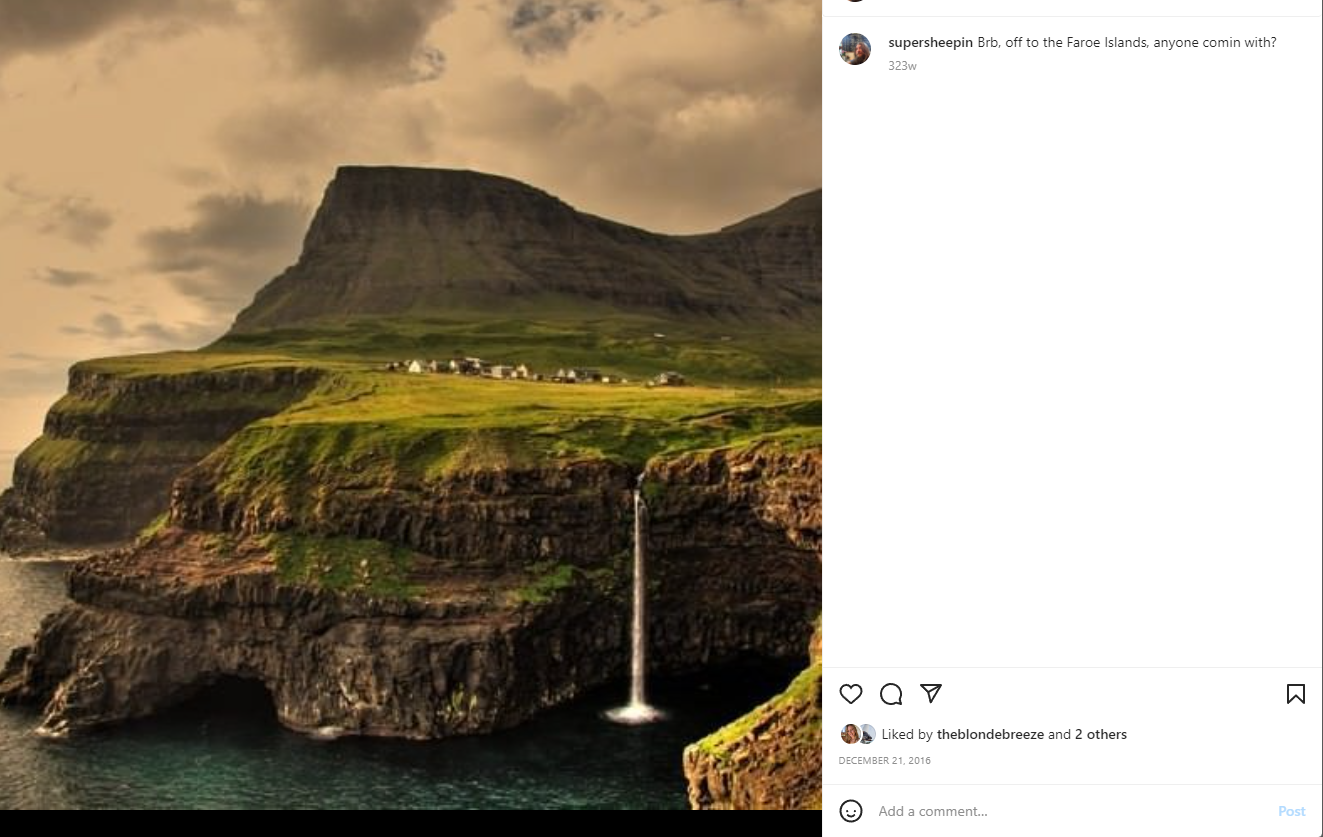 supersheepin Brb, off to the Faroe Islands, anyone comin with?
323w
Liked by theblondebreeze and 2 others
DECEMBER 21, 2016
Add a comment...
Post